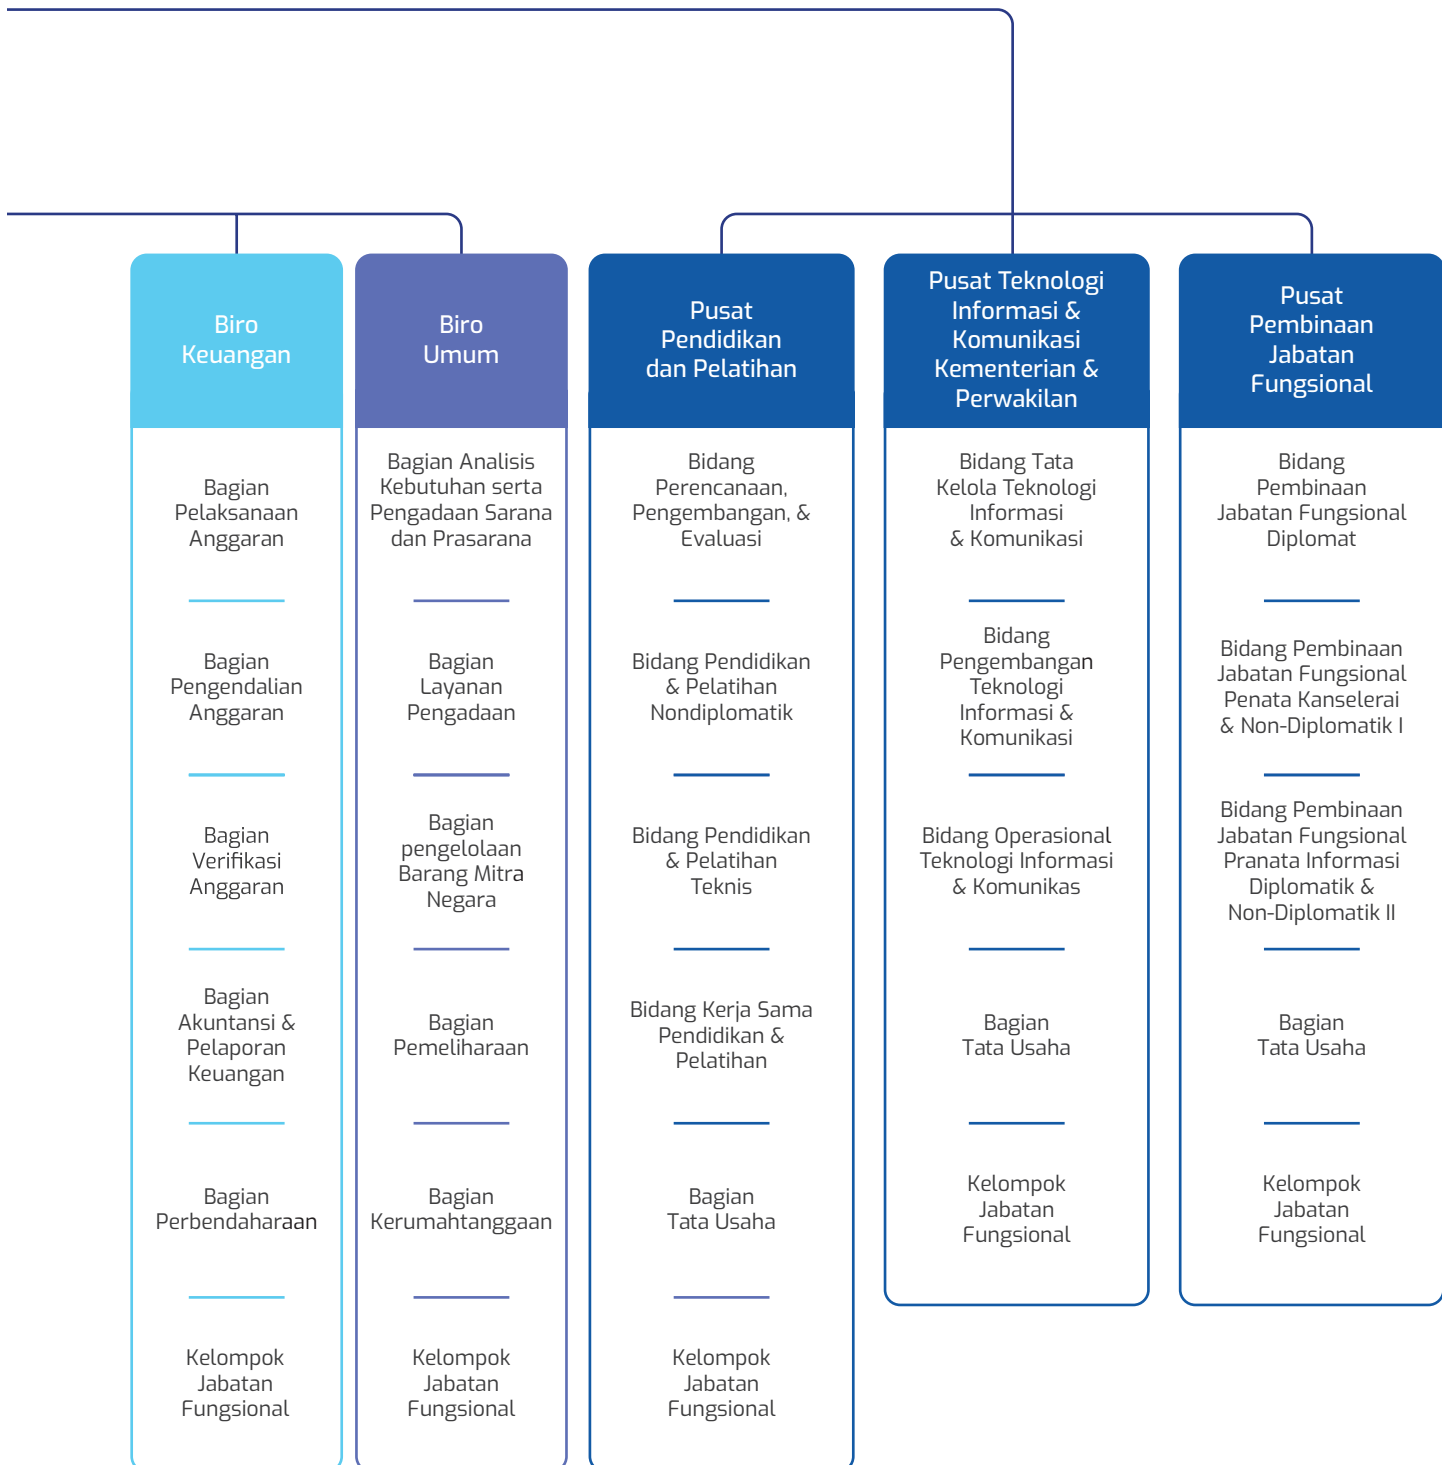 Biro
Keuangan
Bagian
Pelaksanaan
Anggaran
Bagian
Pengendalian
Anggaran
Bagian
Verifikasi
Anggaran
Bagian
Akuntansi &
Pelaporan
Keuangan
Bagian
Perbendaharaan
Kelompok
Jabatan
Fungsional
Biro
Umum
Bagian Analisis
Kebutuhan serta
Pengadaan Sarana
dan Prasarana
Bagian
Layanan
Pengadaan
Bagian
pengelolaan
Barang Mitra
Negara
Bagian
Pemeliharaan
Bagian
Kerumahtanggaan
Kelompok
Jabatan
Fungsional
Pusat
Pendidikan
dan Pelatihan
Bidang
Perencanaan,
Pengembangan, &
Evaluasi
Bidang Pendidikan
& Pelatihan
Nondiplomatik
Bidang Pendidikan
& Pelatihan
Teknis
Bidang Kerja Sama
Pendidikan &
Pelatihan
Bagian
Tata Usaha
Kelompok
Jabatan
Fungsional
Pusat Teknologi
Informasi &
Komunikasi
Kementerian &
Perwakilan
Bidang Tata
Kelola Teknologi
Informasi
& Komunikasi
Bidang
Pengembangan
Teknologi
Informasi &
Komunikasi
Bidang Operasional
Teknologi Informasi
& Komunikas
Bagian
Tata Usaha
Kelompok
Jabatan
Fungsional
Pusat
Pembinaan
Jabatan
Fungsional
Bidang
Pembinaan
Jabatan Fungsional
Diplomat
Bidang Pembinaan
Jabatan Fungsional
Penata Kanselerai
& Non-Diplomatik I
Bidang Pembinaan
Jabatan Fungsional
Pranata Informasi
Diplomatik &
Non-Diplomatik II
Bagian
Tata Usaha
Kelompok
Jabatan
Fungsional